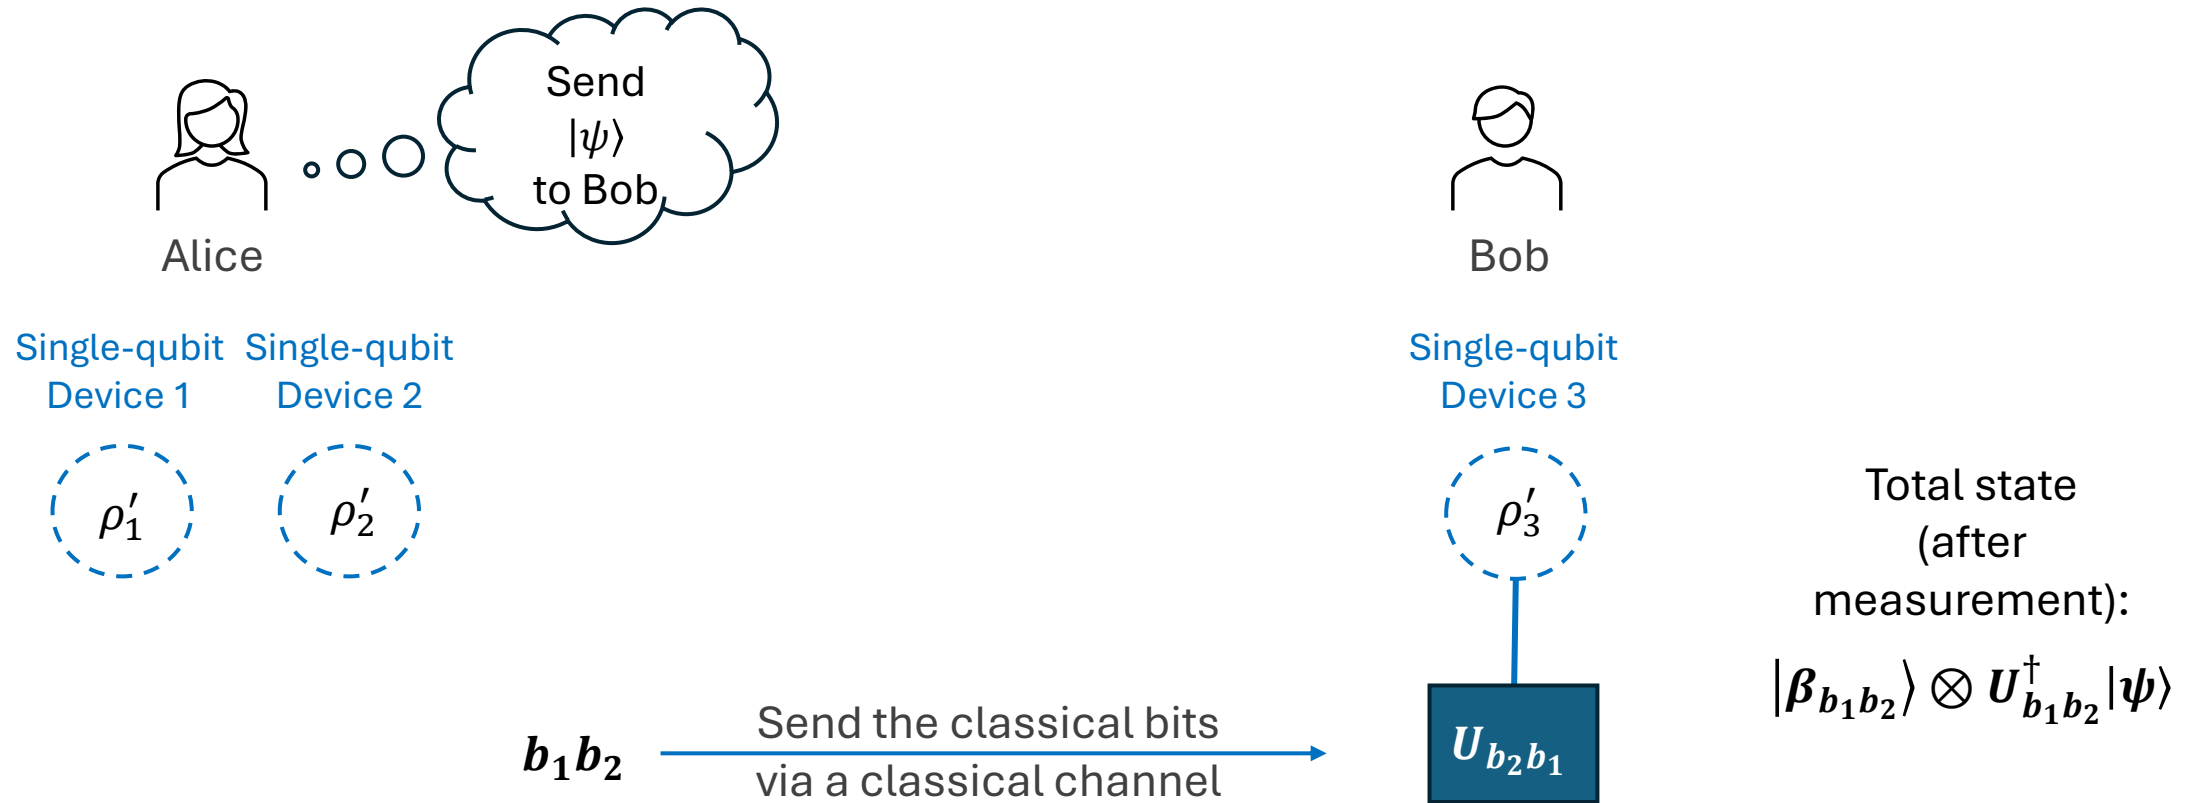 Send
|ψ⟩
to Bob
Alice
Bob
Single-qubit
Device 1
Single-qubit
Device 2
Single-qubit
Device 3
ρ′₁
ρ′₂
ρ′₃
Total state
(after
measurement):
|β_{b₁b₂}⟩ ⊗ U†_{b₁b₂}|ψ⟩
b₁b₂
Send the classical bits
via a classical channel
U_{b₂b₁}